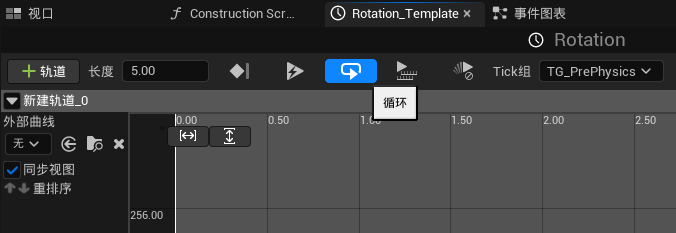 视口
Construction Scr…
Rotation_Template
事件图表
Rotation
轨道
长度
5.00
Tick组
TG_PrePhysics
新建轨道_0
循环
外部曲线
无
0.00
0.50
1.00
1.50
2.00
2.50
同步视图
重排序
256.00